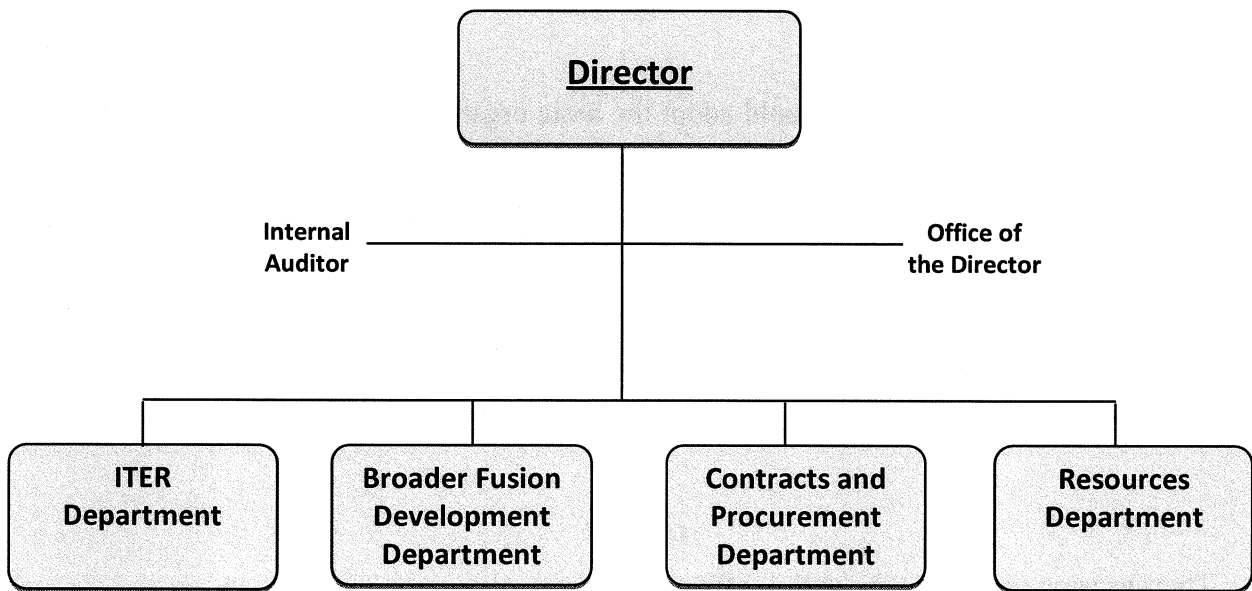 Director
Internal
Auditor
Office of
the Director
ITER
Department
Broader Fusion
Development
Department
Contracts and
Procurement
Department
Resources
Department